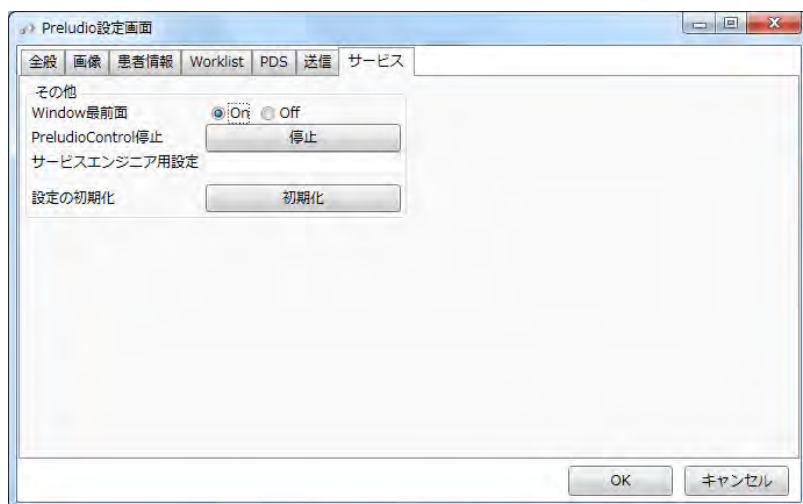 Preludio設定画面
全般 画像 患者情報 Worklist PDS 送信 サービス
その他
Window最前面 On Off
PreludioControl停止 停止
サービスエンジニア用設定
設定の初期化 初期化
OK キャンセル